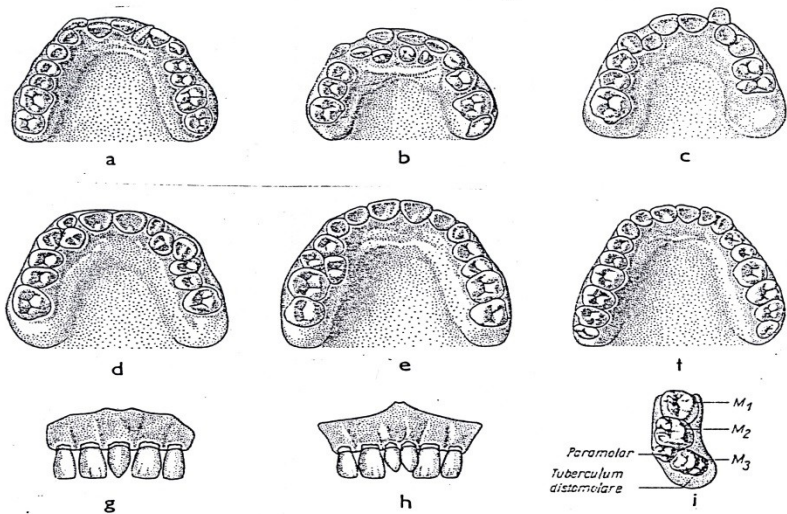 a
b
c
d
e
t
g
h
M1
M2
Paramolar
M3
Tuberculum
distomolare
i